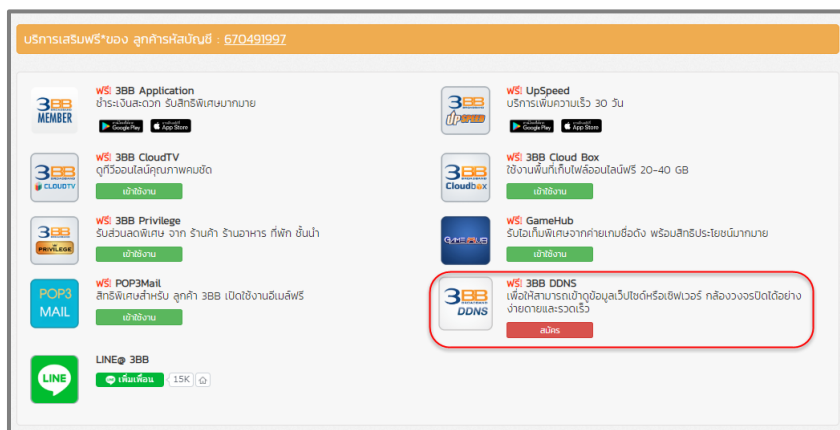 บริการเสริมฟรี*ของ ลูกค้ารหัสบัญชี : 670491997
3BB
MEMBER
ฟรี! 3BB Application
ชำระเงินสะดวก รับสิทธิพิเศษมากมาย
Google Play
App Store
3BB
UPSPEED
ฟรี! UpSpeed
บริการเพิ่มความเร็ว 30 วัน
Google Play
App Store
3BB
CLOUDTV
ฟรี! 3BB CloudTV
ดูทีวีออนไลน์คุณภาพคมชัด
เข้าใช้งาน
3BB
Cloudbox
ฟรี! 3BB Cloud Box
ใช้งานพื้นที่เก็บไฟล์ออนไลน์ฟรี 20-40 GB
เข้าใช้งาน
3BB
PRIVILEGE
ฟรี! 3BB Privilege
รับส่วนลดพิเศษ จาก ร้านค้า ร้านอาหาร ที่พัก ชั้นนำ
เข้าใช้งาน
GAMEHUB
ฟรี! GameHub
รับไอเท็มพิเศษจากค่ายเกมชื่อดัง พร้อมสิทธิประโยชน์มากมาย
เข้าใช้งาน
POP3
MAIL
ฟรี! POP3Mail
สิทธิพิเศษสำหรับ ลูกค้า 3BB เปิดใช้งานอีเมล์ฟรี
เข้าใช้งาน
3BB
DDNS
ฟรี! 3BB DDNS
เพื่อให้สามารถเข้าดูข้อมูลเว็ปไซต์หรือเซิฟเวอร์ กล้องวงจรปิดได้อย่าง
ง่ายดายและรวดเร็ว
สมัคร
LINE
LINE@ 3BB
เพิ่มเพื่อน 15K